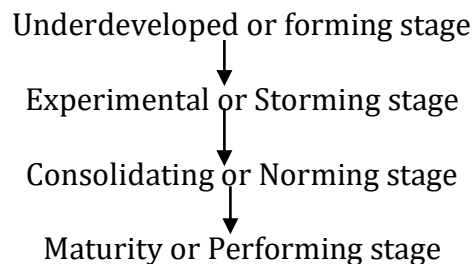 Underdeveloped or forming stage
Experimental or Storming stage
Consolidating or Norming stage
Maturity or Performing stage